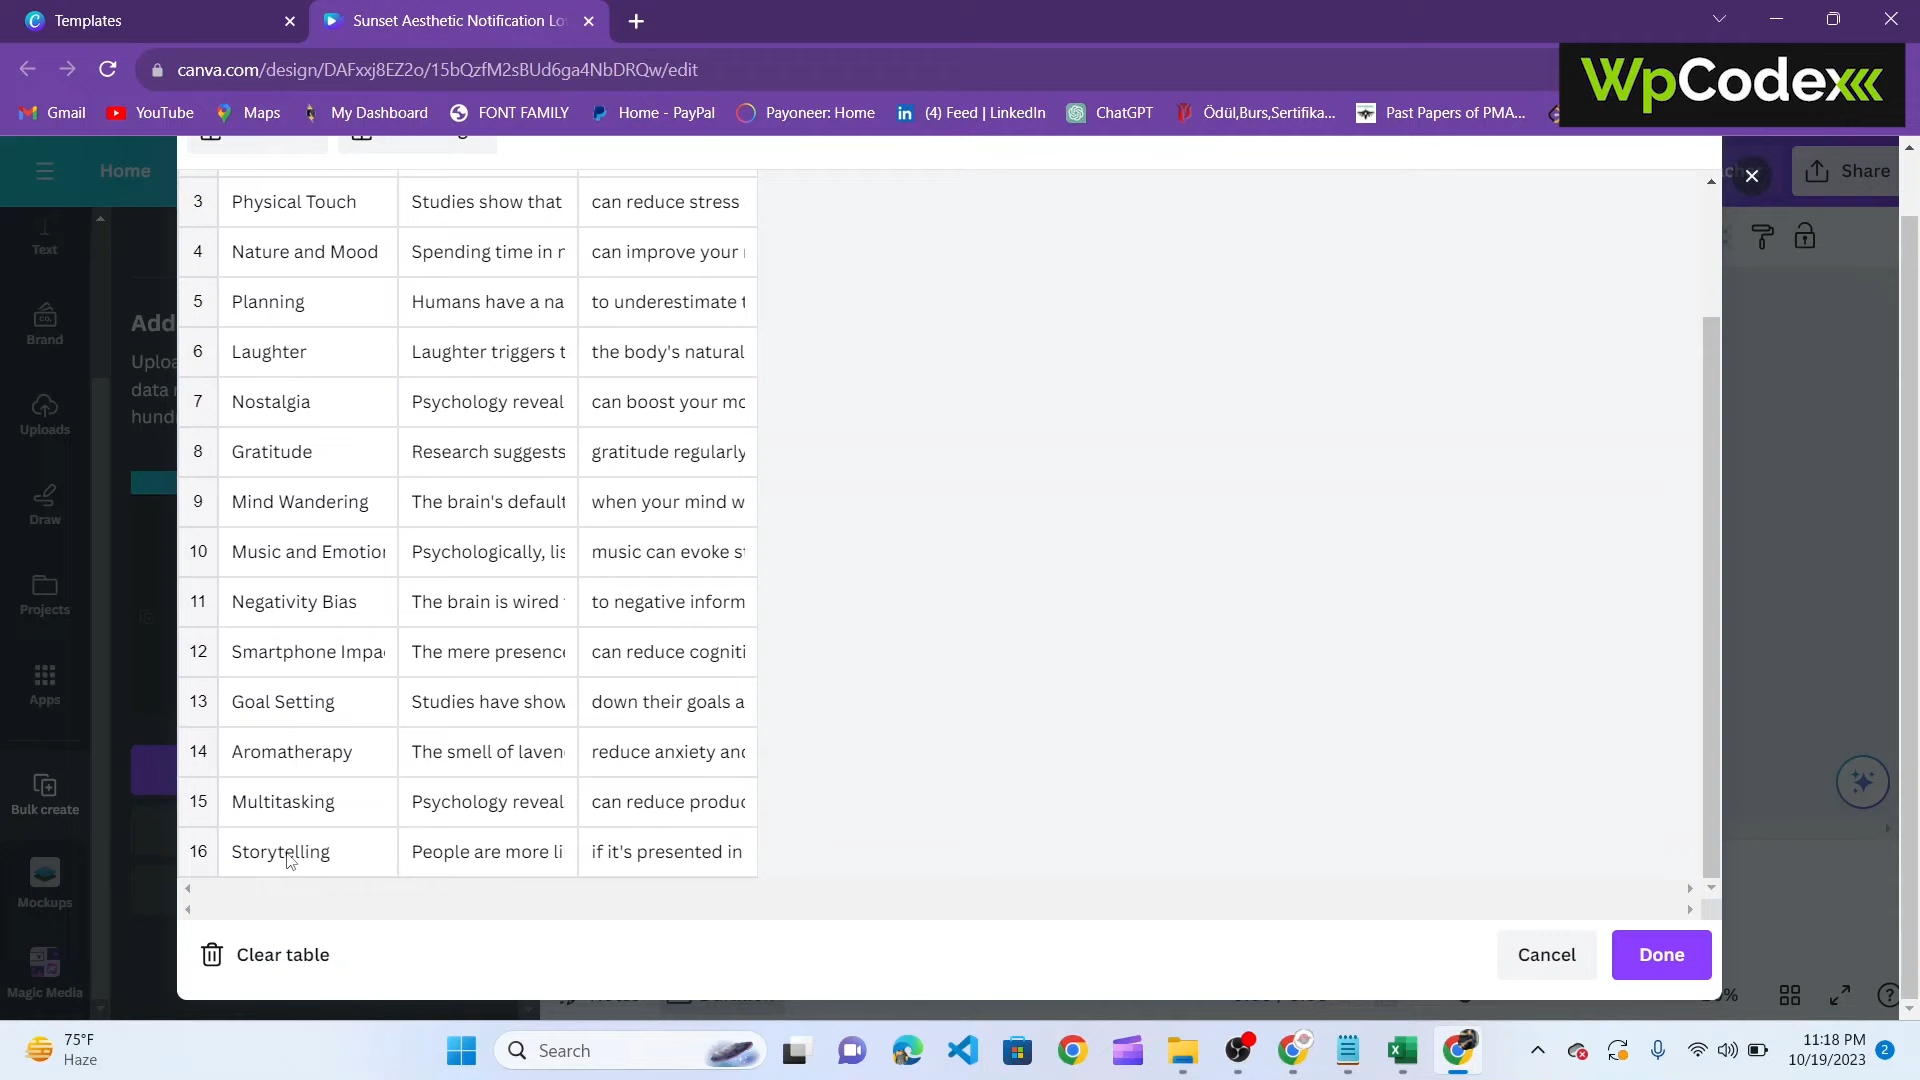 Templates
Sunset Aesthetic Notification Lo
canva.com/design/DAFxxj8EZ2o/15bQzfM2sBUd6ga4NbDRQw/edit
WpCodex
Gmail
YouTube
Maps
My Dashboard
FONT FAMILY
Home - PayPal
Payoneer: Home
(4) Feed | LinkedIn
ChatGPT
Ödül,Burs,Sertifika...
Past Papers of PMA...
Home
Share
Text
Brand
Uploads
Draw
Projects
Apps
Bulk create
Mockups
Magic Media
Add
Uploa
data
hund
3 Physical Touch Studies show that can reduce stress
4 Nature and Mood Spending time in can improve your
5 Planning Humans have a na to underestimate
6 Laughter Laughter triggers the body's natural
7 Nostalgia Psychology reveal can boost your mo
8 Gratitude Research suggests gratitude regularly
9 Mind Wandering The brain's default when your mind w
10 Music and Emotion Psychologically, lis music can evoke
11 Negativity Bias The brain is wired to negative inform
12 Smartphone Impa The mere presence can reduce cogniti
13 Goal Setting Studies have show down their goals a
14 Aromatherapy The smell of laven reduce anxiety and
15 Multitasking Psychology reveal can reduce produc
16 Storytelling People are more li if it's presented in
Clear table
Cancel
Done
75°F
Haze
Search
11:18 PM
10/19/2023
2